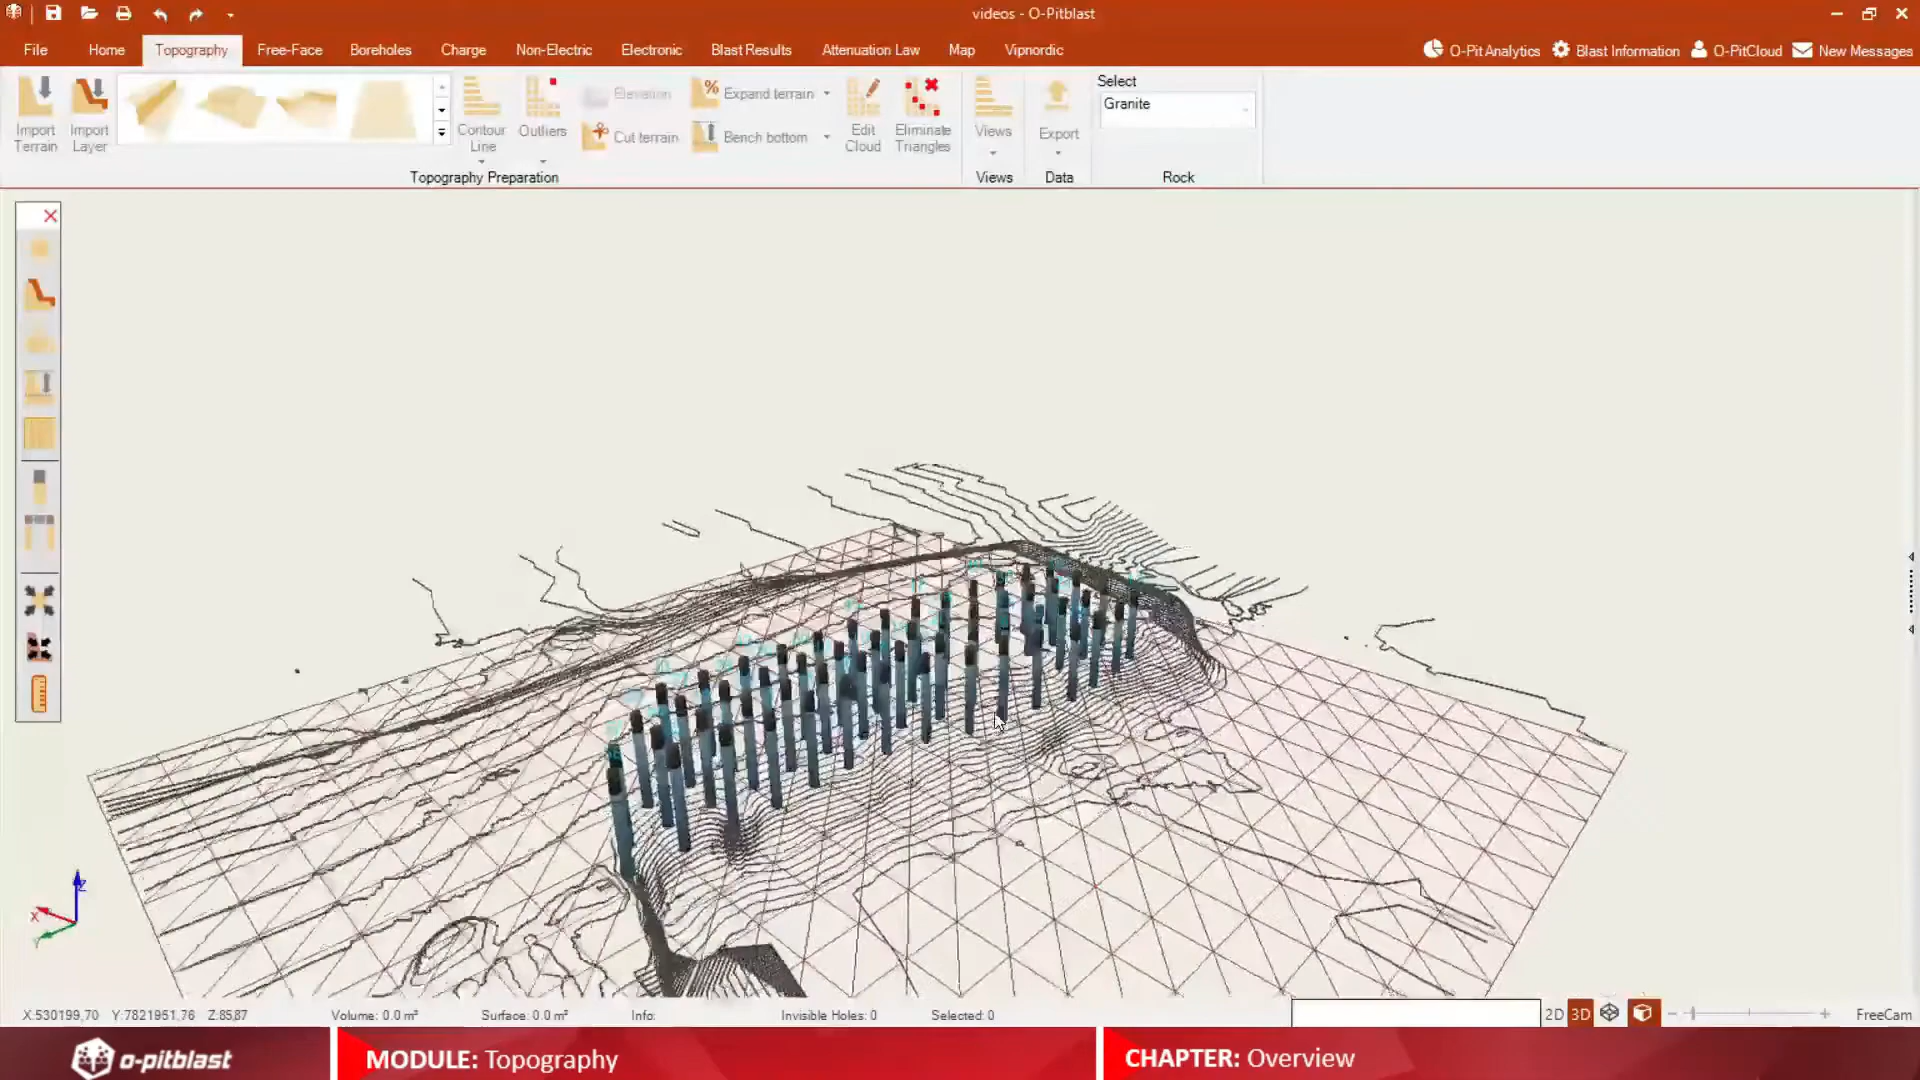 videos - O-Pitblast
File Home Topography Free-Face Boreholes Charge Non-Electric Electronic Blast Results Attenuation Law Map Vipnordic O-Pit Analytics Blast Information O-PitCloud New Messages
Import Terrain
Import Layer
Contour Line
Outliers
Elevation
Cut terrain
Expand terrain
Bench bottom
Edit Cloud
Eliminate Triangles
Views
Export
Select
Granite
Topography Preparation Views Data Rock
Z
X
Y
X:530199,70 Y:7821951,76 Z:85,87 Volume: 0.0 m³ Surface: 0.0 m² Info: Invisible Holes: 0 Selected: 0 2D 3D FreeCam
o-pitblast MODULE: Topography CHAPTER: Overview